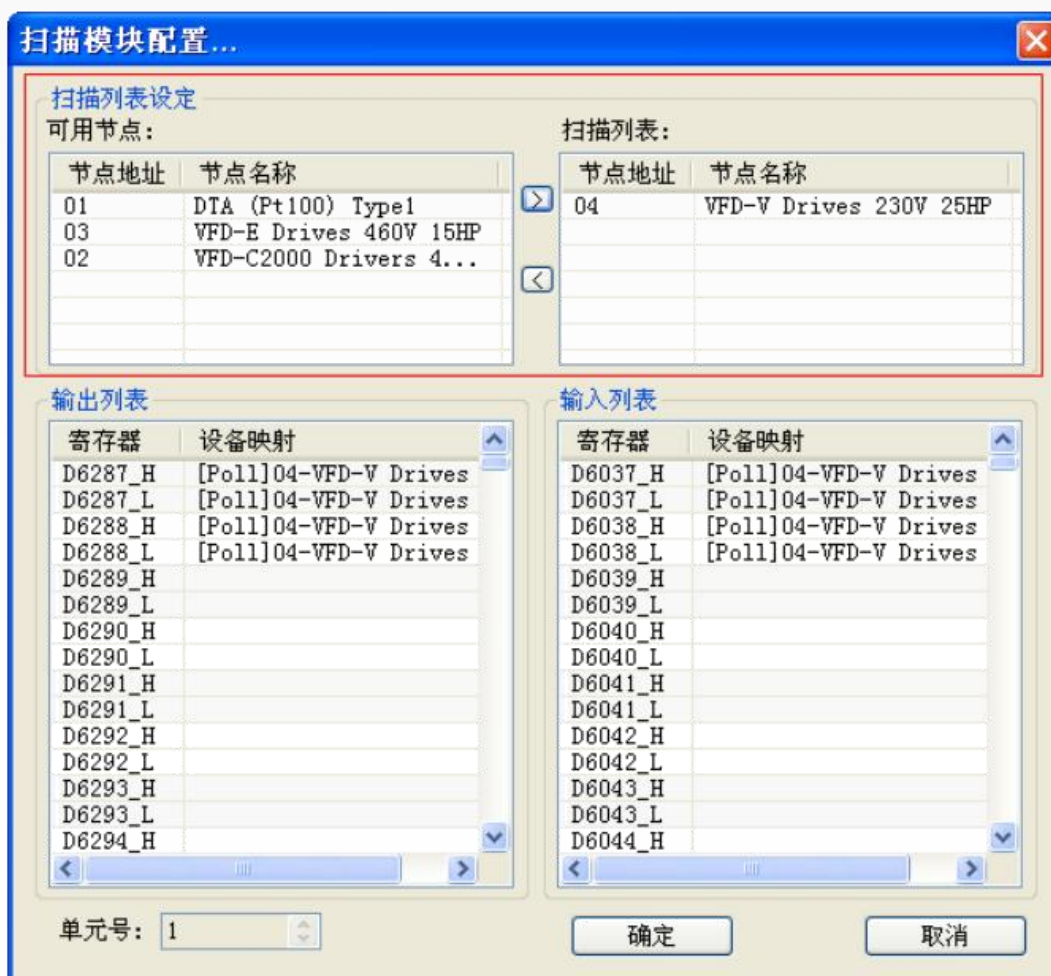 扫描模块配置...
扫描列表设定
可用节点：
节点地址 节点名称
01 DTA (Pt100) Type1
03 VFD-E Drives 460V 15HP
02 VFD-C2000 Drivers 4...
扫描列表：
节点地址 节点名称
04 VFD-V Drives 230V 25HP
>
<
输出列表
寄存器 设备映射
D6287_H [Poll]04-VFD-V Drives
D6287_L [Poll]04-VFD-V Drives
D6288_H [Poll]04-VFD-V Drives
D6288_L [Poll]04-VFD-V Drives
D6289_H
D6289_L
D6290_H
D6290_L
D6291_H
D6291_L
D6292_H
D6292_L
D6293_H
D6293_L
D6294_H
输入列表
寄存器 设备映射
D6037_H [Poll]04-VFD-V Drives
D6037_L [Poll]04-VFD-V Drives
D6038_H [Poll]04-VFD-V Drives
D6038_L [Poll]04-VFD-V Drives
D6039_H
D6039_L
D6040_H
D6040_L
D6041_H
D6041_L
D6042_H
D6042_L
D6043_H
D6043_L
D6044_H
单元号： 1
确定
取消